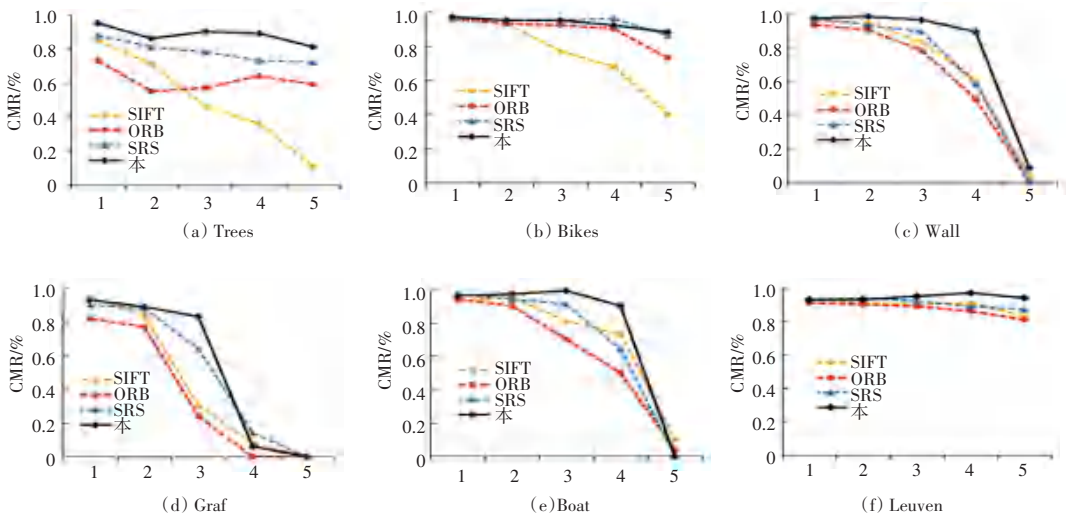 CMR/%
1.0
0.8
0.6
0.4
0.2
0
SIFT
ORB
SRS
本
1 2 3 4 5
(a) Trees
CMR/%
1.0
0.8
0.6
0.4
0.2
0
SIFT
ORB
SRS
本
1 2 3 4 5
(b) Bikes
CMR/%
1.0
0.8
0.6
0.4
0.2
0
SIFT
ORB
SRS
本
1 2 3 4 5
(c) Wall
CMR/%
1.0
0.8
0.6
0.4
0.2
0
SIFT
ORB
SRS
本
1 2 3 4 5
(d) Graf
CMR/%
1.0
0.8
0.6
0.4
0.2
0
SIFT
ORB
SRS
本
1 2 3 4 5
(e)Boat
CMR/%
1.0
0.8
0.6
0.4
0.2
0
SIFT
ORB
SRS
本
1 2 3 4 5
(f) Leuven